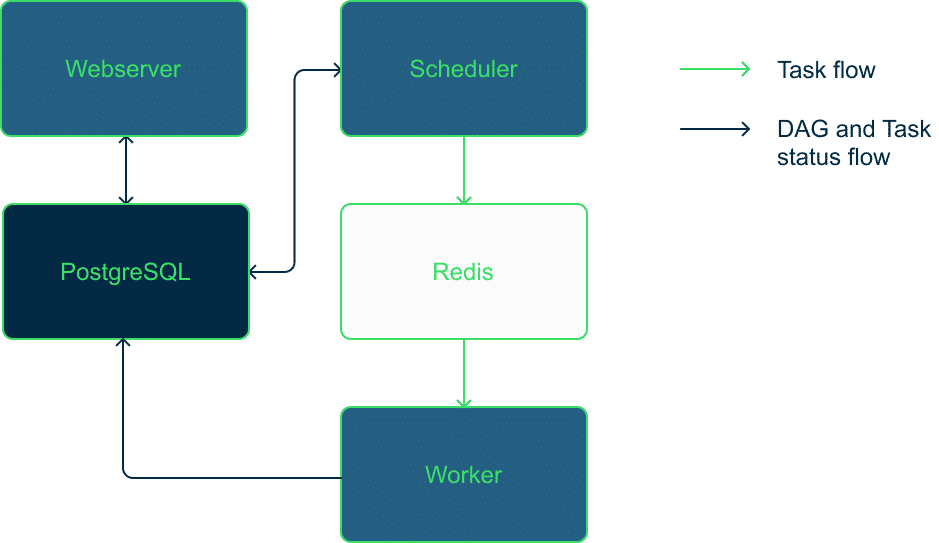 Webserver
Scheduler
Task flow
DAG and Task
status flow
PostgreSQL
Redis
Worker